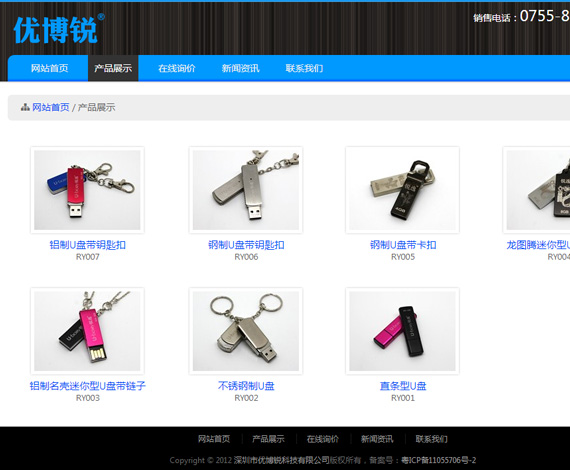 优博锐®
销售电话：0755-8
网站首页 产品展示 在线询价 新闻资讯 联系我们
网站首页 / 产品展示
铝制U盘带钥匙扣 钢制U盘带钥匙扣 钢制U盘带卡扣 龙图腾迷你型U
RY007 RY006 RY005 RY004
铝制名壳迷你型U盘带链子 不锈钢制U盘 直条型U盘
RY003 RY002 RY001
网站首页 产品展示 在线询价 新闻资讯 联系我们
Copyright © 2012 深圳市优博锐科技有限公司版权所有，备案号：粤ICP备11055706号-2